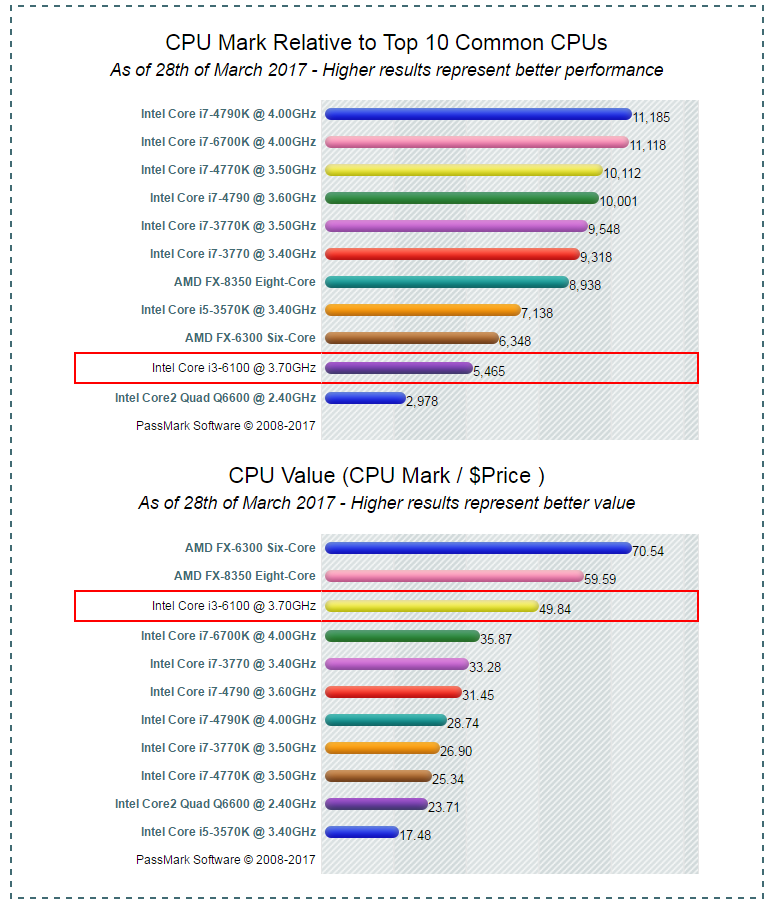 CPU Mark Relative to Top 10 Common CPUs
As of 28th of March 2017 - Higher results represent better performance
Intel Core i7-4790K @ 4.00GHz 11,185
Intel Core i7-6700K @ 4.00GHz 11,118
Intel Core i7-4770K @ 3.50GHz 10,112
Intel Core i7-4790 @ 3.60GHz 10,001
Intel Core i7-3770K @ 3.50GHz 9,548
Intel Core i7-3770 @ 3.40GHz 9,318
AMD FX-8350 Eight-Core 8,938
Intel Core i5-3570K @ 3.40GHz 7,138
AMD FX-6300 Six-Core 6,348
Intel Core i3-6100 @ 3.70GHz 5,465
Intel Core2 Quad Q6600 @ 2.40GHz 2,978
PassMark Software © 2008-2017
CPU Value (CPU Mark / $Price )
As of 28th of March 2017 - Higher results represent better value
AMD FX-6300 Six-Core 70.54
AMD FX-8350 Eight-Core 59.59
Intel Core i3-6100 @ 3.70GHz 49.84
Intel Core i7-6700K @ 4.00GHz 35.87
Intel Core i7-3770 @ 3.40GHz 33.28
Intel Core i7-4790 @ 3.60GHz 31.45
Intel Core i7-4790K @ 4.00GHz 28.74
Intel Core i7-3770K @ 3.50GHz 26.90
Intel Core i7-4770K @ 3.50GHz 25.34
Intel Core2 Quad Q6600 @ 2.40GHz 23.71
Intel Core i5-3570K @ 3.40GHz 17.48
PassMark Software © 2008-2017